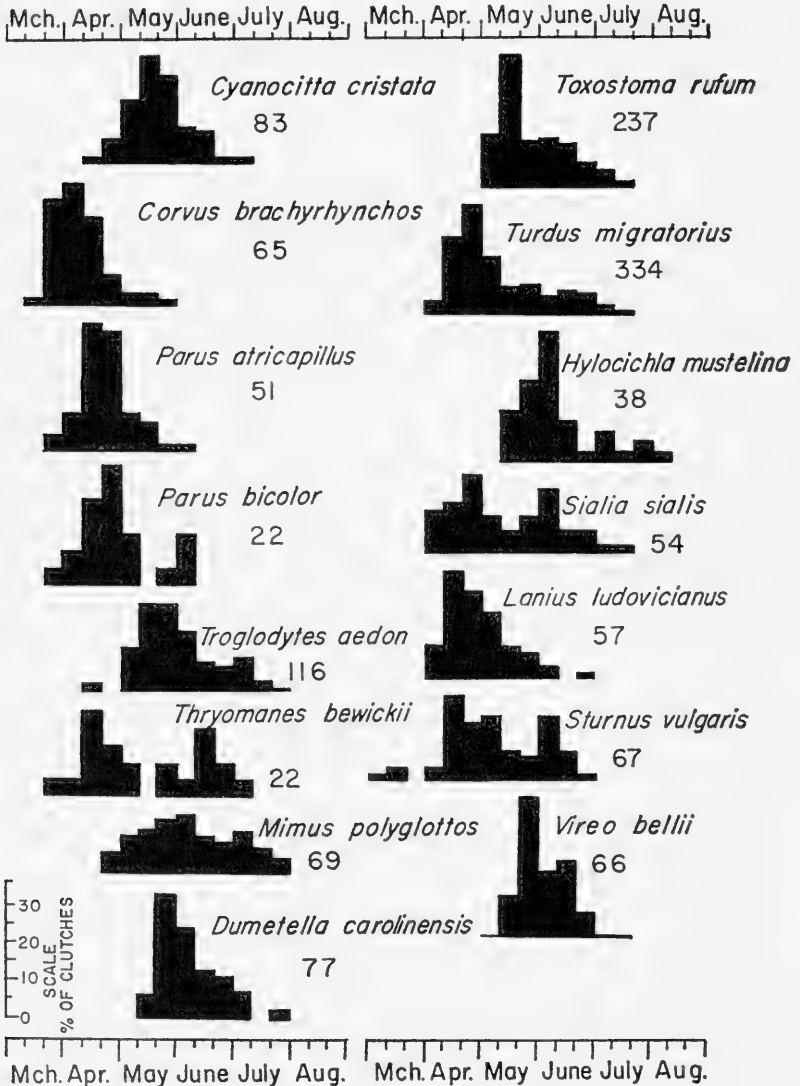 Mch. Apr. May June July Aug.
Mch. Apr. May June July Aug.
Cyanocitta cristata
83
Corvus brachyrhynchos
65
Parus atricapillus
51
Parus bicolor
22
Troglodytes aedon
116
Thryomanes bewickii
22
Mimus polyglottos
69
Dumetella carolinensis
77
30
20
10
0
SCALE
% OF CLUTCHES
Toxostoma rufum
237
Turdus migratorius
334
Hylocichla mustelina
38
Sialia sialis
54
Lanius ludovicianus
57
Sturnus vulgaris
67
Vireo bellii
66
Mch. Apr. May June July Aug.
Mch. Apr. May June July Aug.